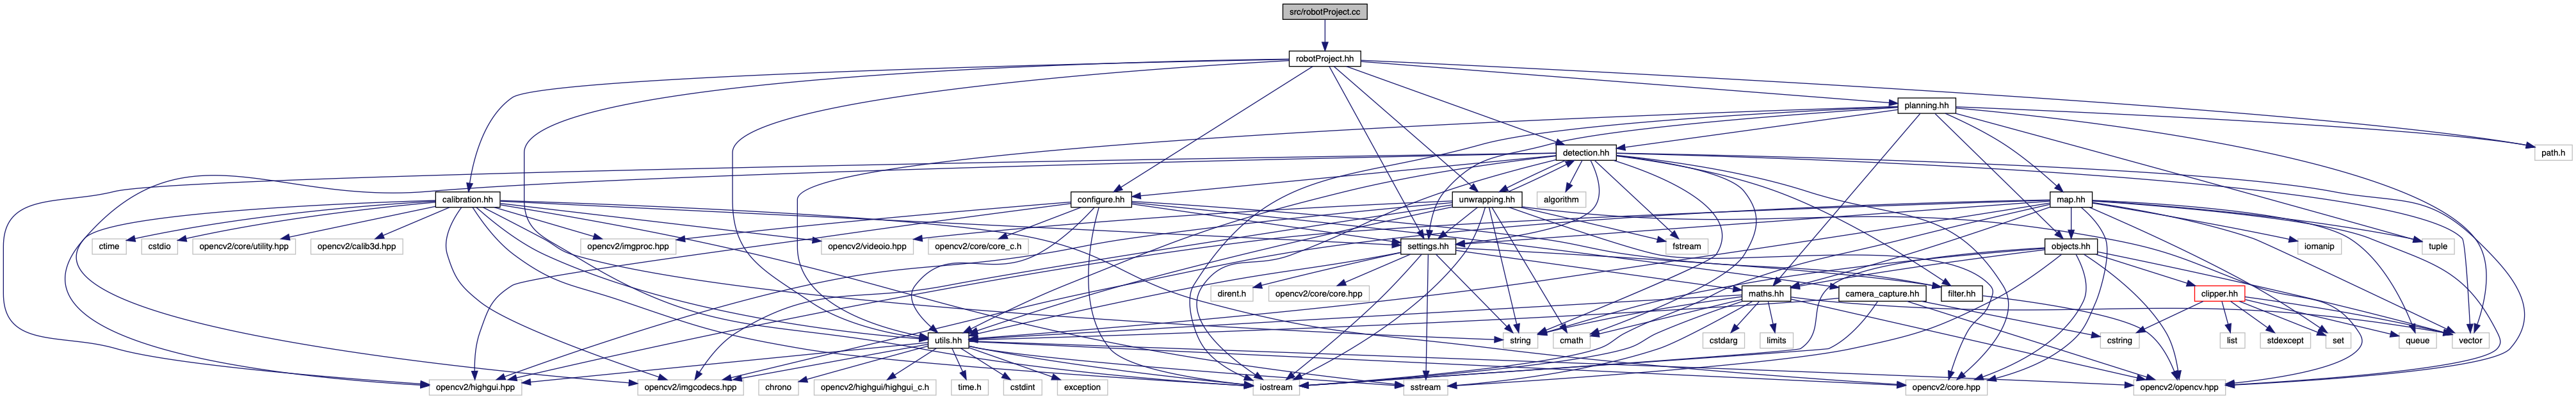 src/robotProject.cc
robotProject.hh
planning.hh
detection.hh
path.h
calibration.hh
configure.hh
unwrapping.hh
algorithm
map.hh
ctime
cstdio
opencv2/core/utility.hpp
opencv2/calib3d.hpp
opencv2/imgproc.hpp
opencv2/videoio.hpp
opencv2/core/core_c.h
settings.hh
fstream
objects.hh
iomanip
tuple
dirent.h
opencv2/core/core.hpp
maths.hh
camera_capture.hh
filter.hh
clipper.hh
utils.hh
string
cmath
cstdarg
limits
cstring
list
stdexcept
set
queue
vector
opencv2/highgui.hpp
opencv2/imgcodecs.hpp
chrono
opencv2/highgui/highgui_c.h
time.h
cstdint
exception
iostream
sstream
opencv2/core.hpp
opencv2/opencv.hpp